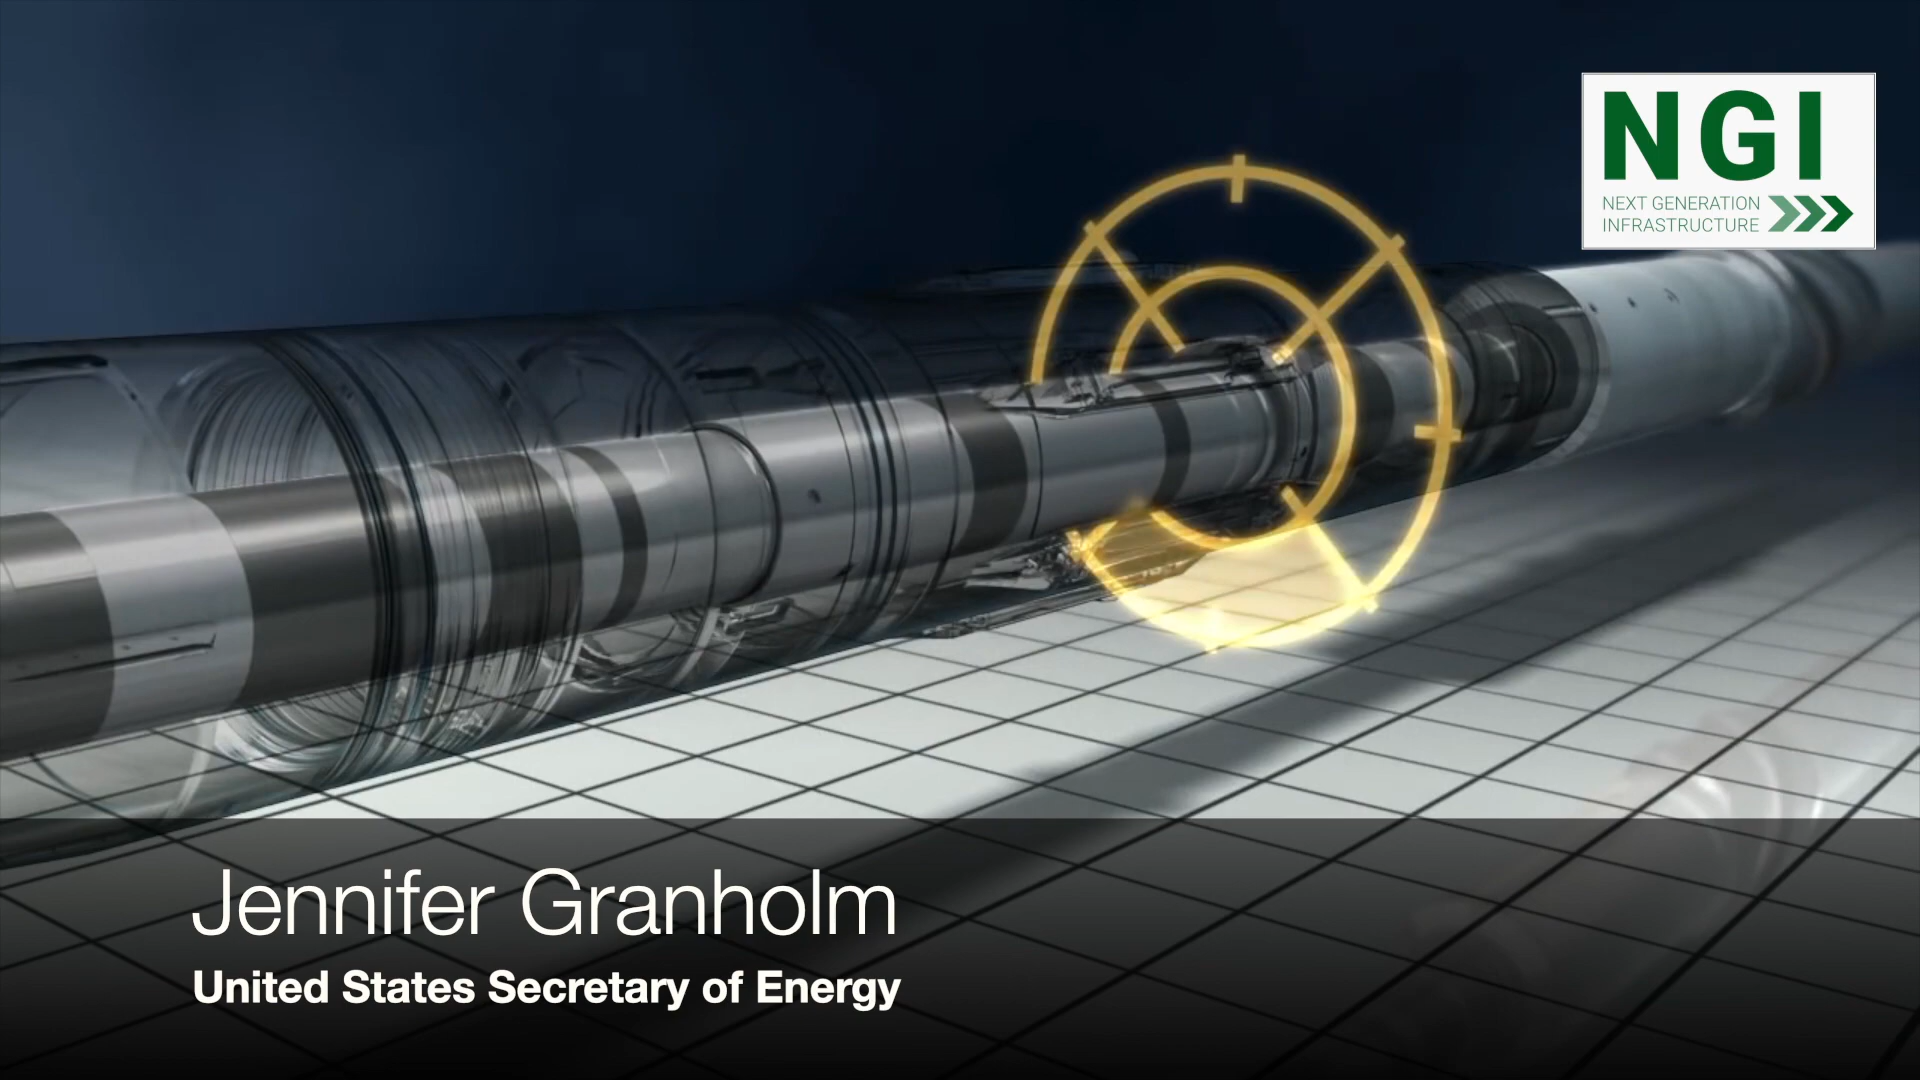 NGI
NEXT GENERATION
INFRASTRUCTURE
Jennifer Granholm
United States Secretary of Energy